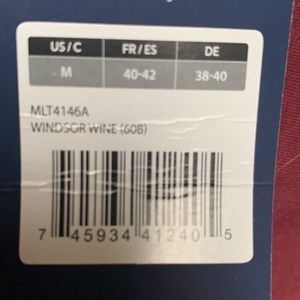 US/C FR/ES DE
M 40-42 38-40
MLT4146A
WINDSOR WINE (60B)
7 45934 41240 5